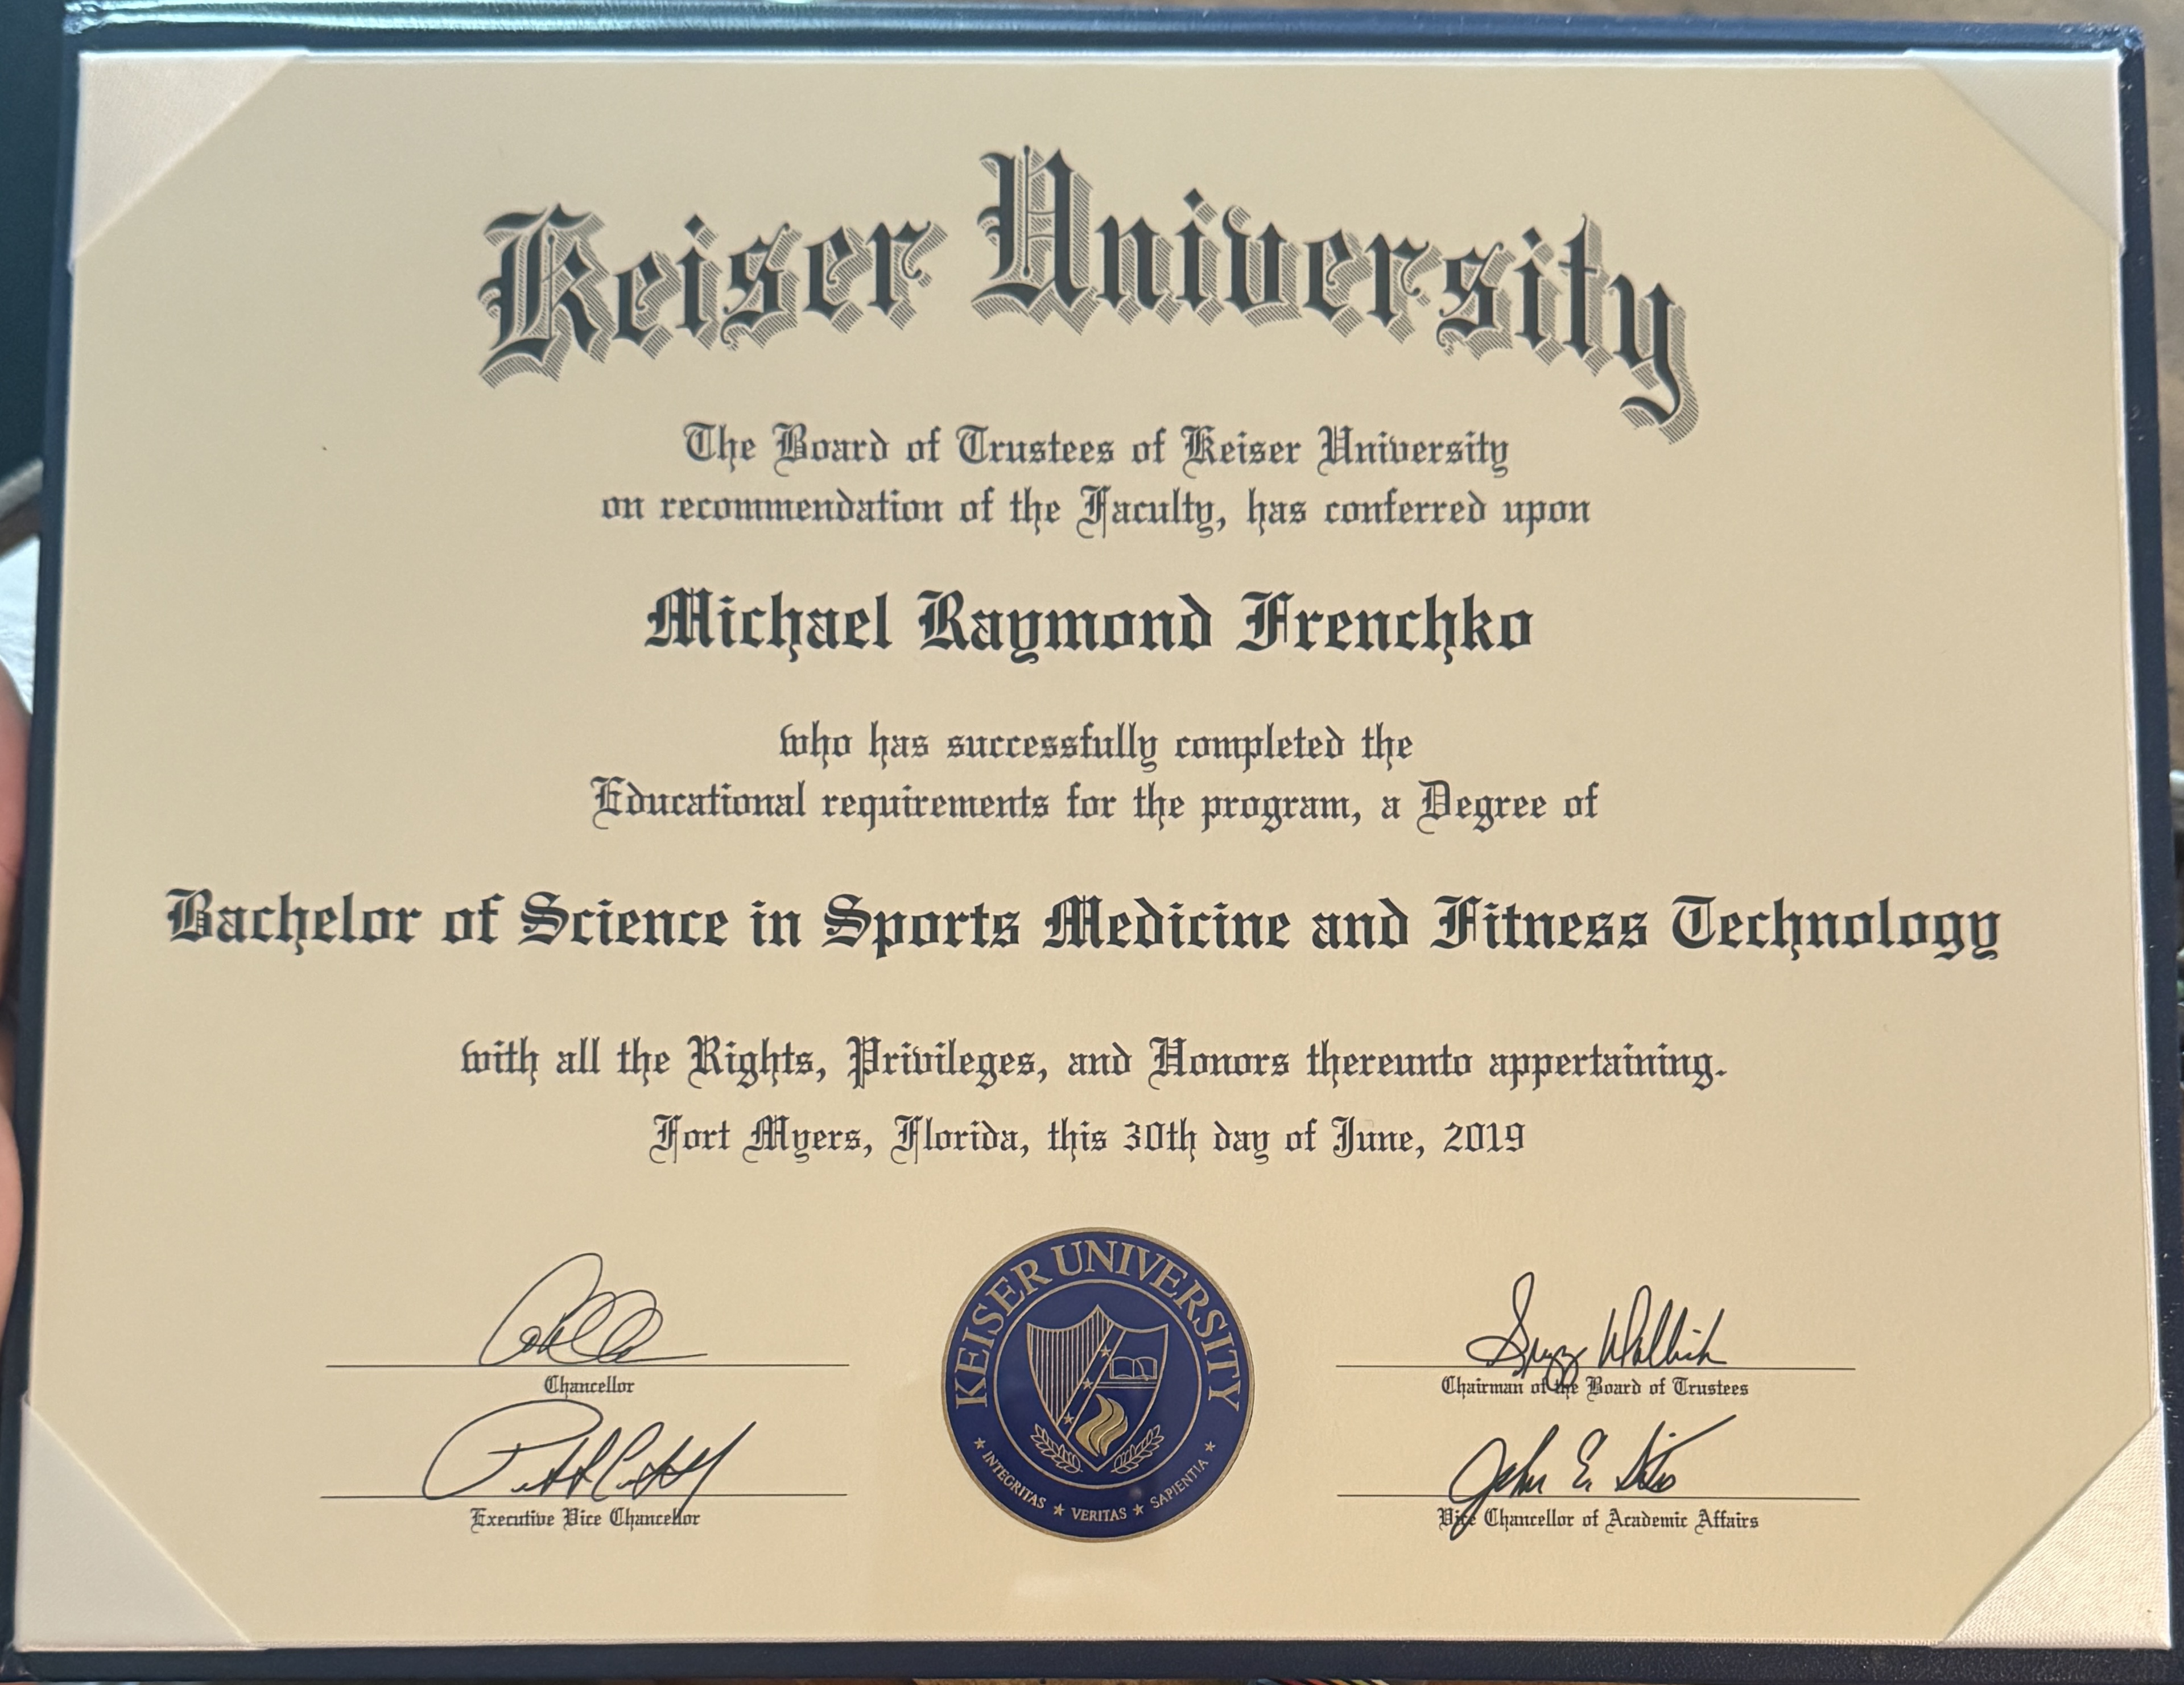 Keiser University
The Board of Trustees of Keiser University
on recommendation of the Faculty, has conferred upon
Michael Raymond Frenchko
who has successfully completed the
Educational requirements for the program, a Degree of
Bachelor of Science in Sports Medicine and Fitness Technology
with all the Rights, Privileges, and Honors thereunto appertaining.
Fort Myers, Florida, this 30th day of June, 2019
Chancellor
Chairman of the Board of Trustees
Executive Vice Chancellor
John E.
Vice Chancellor of Academic Affairs
KEISER UNIVERSITY
★ INTEGRITAS ★ VERITAS ★ SAPIENTIA ★